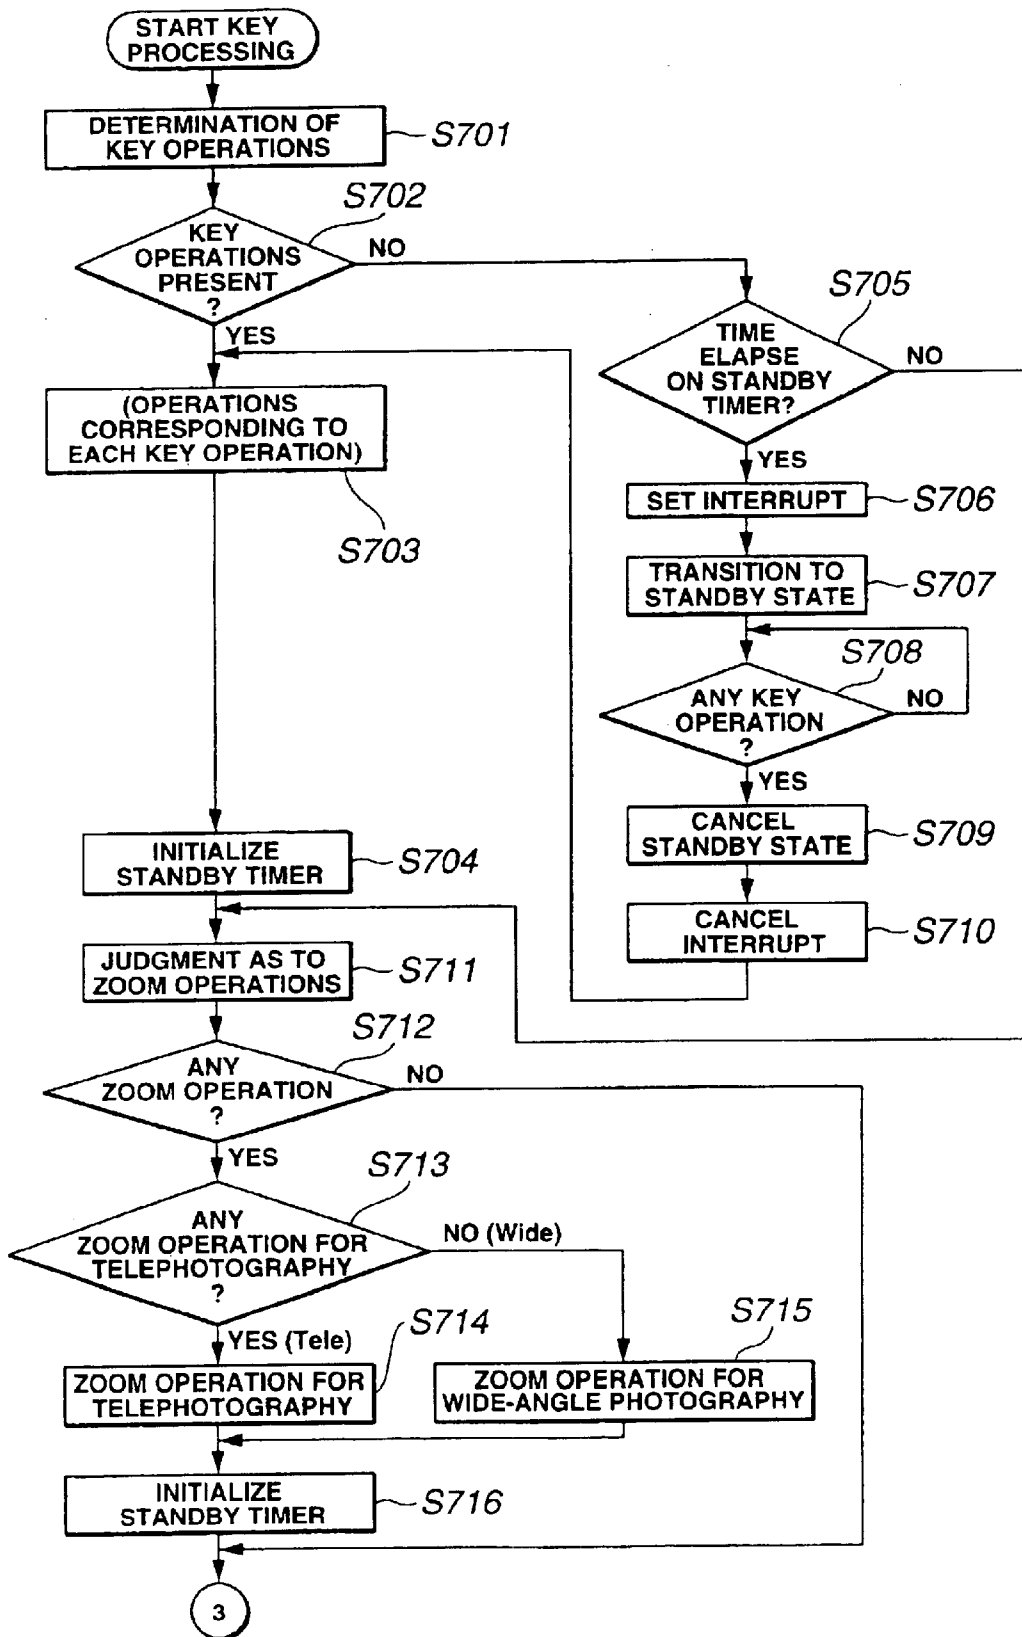 START KEY
PROCESSING
DETERMINATION OF
KEY OPERATIONS
S701
S702
KEY
OPERATIONS
PRESENT
?
NO
YES
S705
TIME
ELAPSE
ON STANDBY
TIMER?
NO
YES
(OPERATIONS
CORRESPONDING TO
EACH KEY OPERATION)
S703
SET INTERRUPT
S706
TRANSITION TO
STANDBY STATE
S707
S708
ANY KEY
OPERATION
?
NO
YES
CANCEL
STANDBY STATE
S709
CANCEL
INTERRUPT
S710
INITIALIZE
STANDBY TIMER
S704
JUDGMENT AS TO
ZOOM OPERATIONS
S711
S712
ANY
ZOOM OPERATION
?
NO
YES
S713
ANY
ZOOM OPERATION FOR
TELEPHOTOGRAPHY
?
NO (Wide)
YES (Tele)
S714
ZOOM OPERATION FOR
TELEPHOTOGRAPHY
S715
ZOOM OPERATION FOR
WIDE-ANGLE PHOTOGRAPHY
INITIALIZE
STANDBY TIMER
S716
3